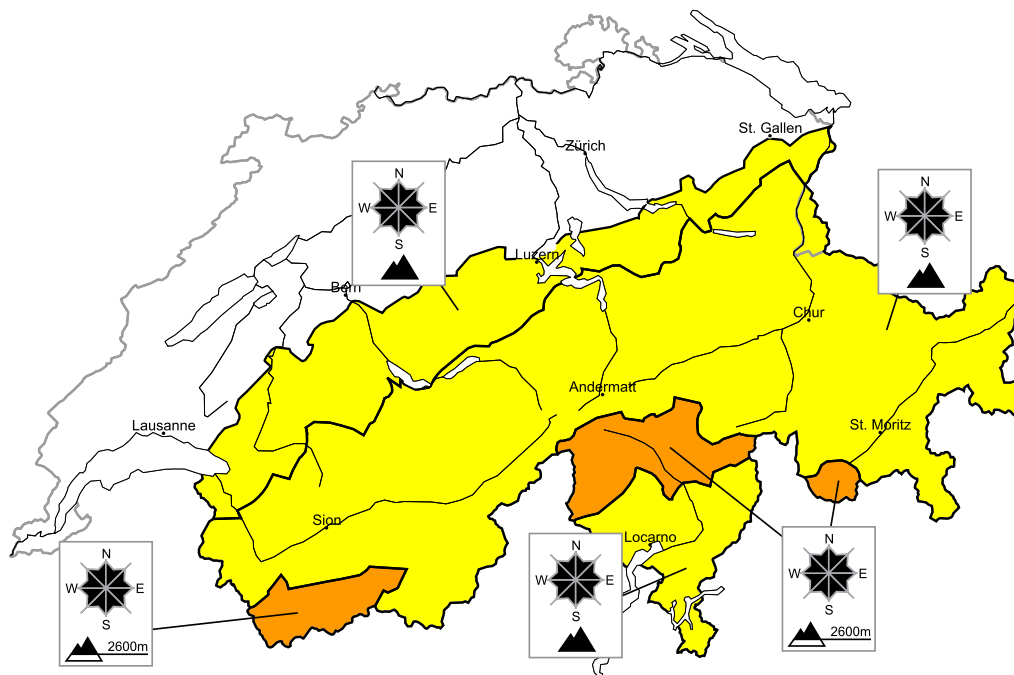 St. Gallen
Zürich
N
W E
S
N
W E
S
Luzern
Bern
Chur
Andermatt
Lausanne
St. Moritz
Sion
Locarno
N
W E
S
2600m
N
W E
S
N
W E
S
2600m